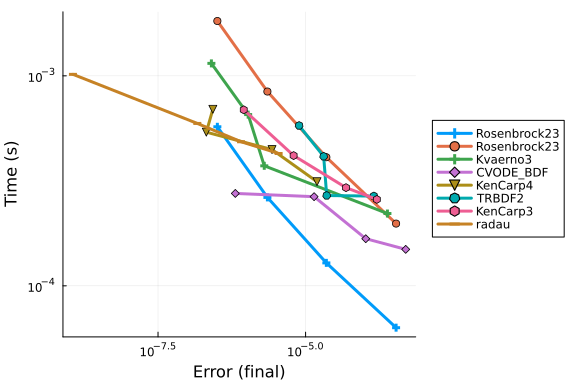 10⁻³
10⁻⁴
Time (s)
10⁻⁷·⁵
10⁻⁵·⁰
Error (final)
Rosenbrock23
Rosenbrock23
Kvaerno3
CVODE_BDF
KenCarp4
TRBDF2
KenCarp3
radau